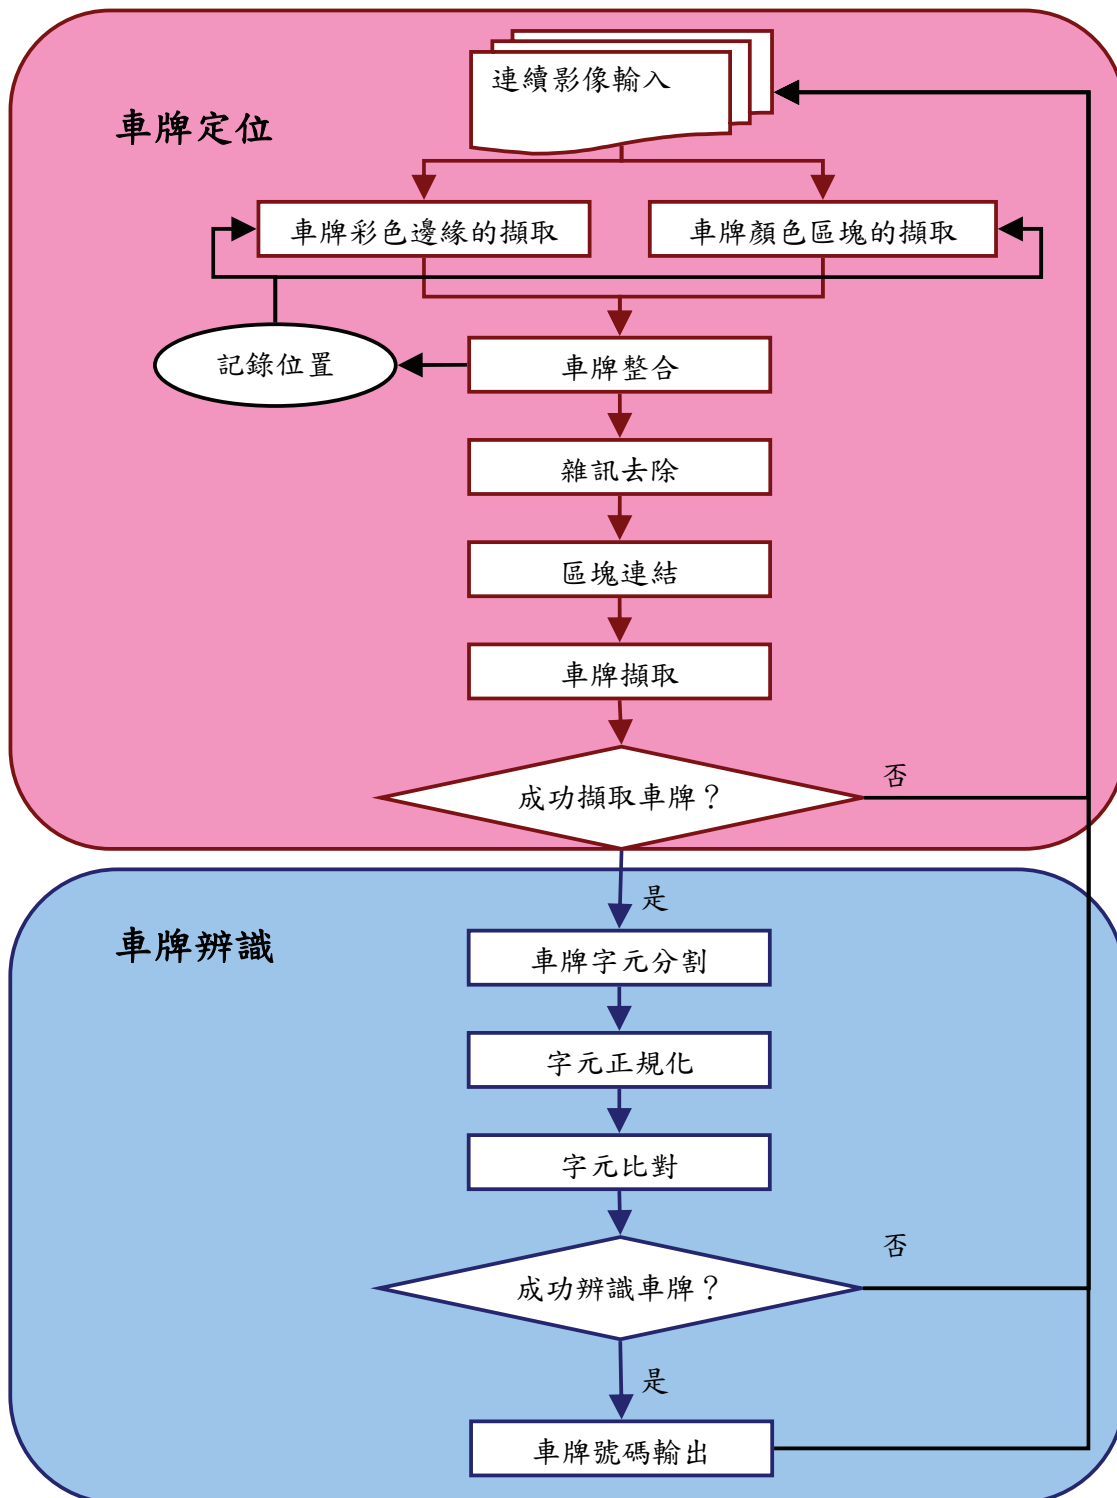 連續影像輸入
車牌定位
車牌彩色邊緣的擷取
車牌顏色區塊的擷取
記錄位置
車牌整合
雜訊去除
區塊連結
車牌擷取
成功擷取車牌？
否
是
車牌辨識
車牌字元分割
字元正規化
字元比對
成功辨識車牌？
否
是
車牌號碼輸出